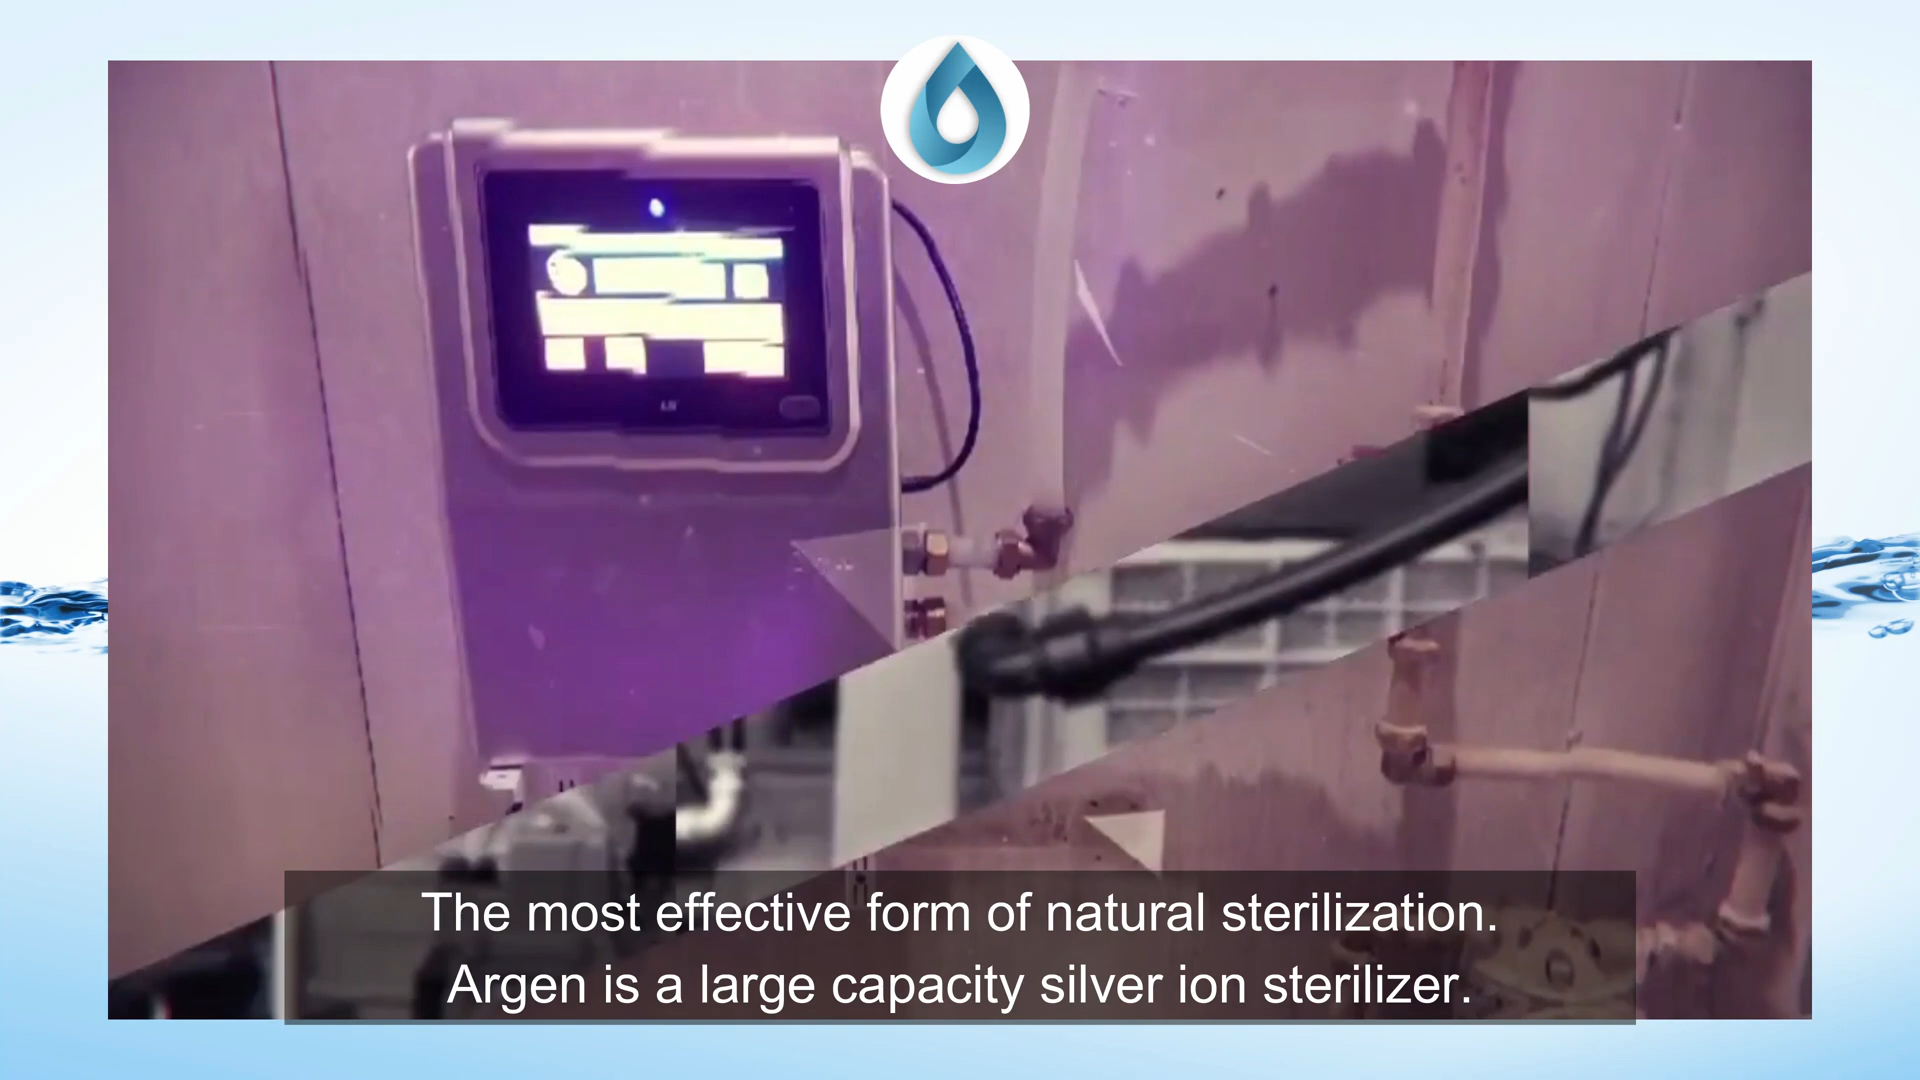 The most effective form of natural sterilization.
Argen is a large capacity silver ion sterilizer.